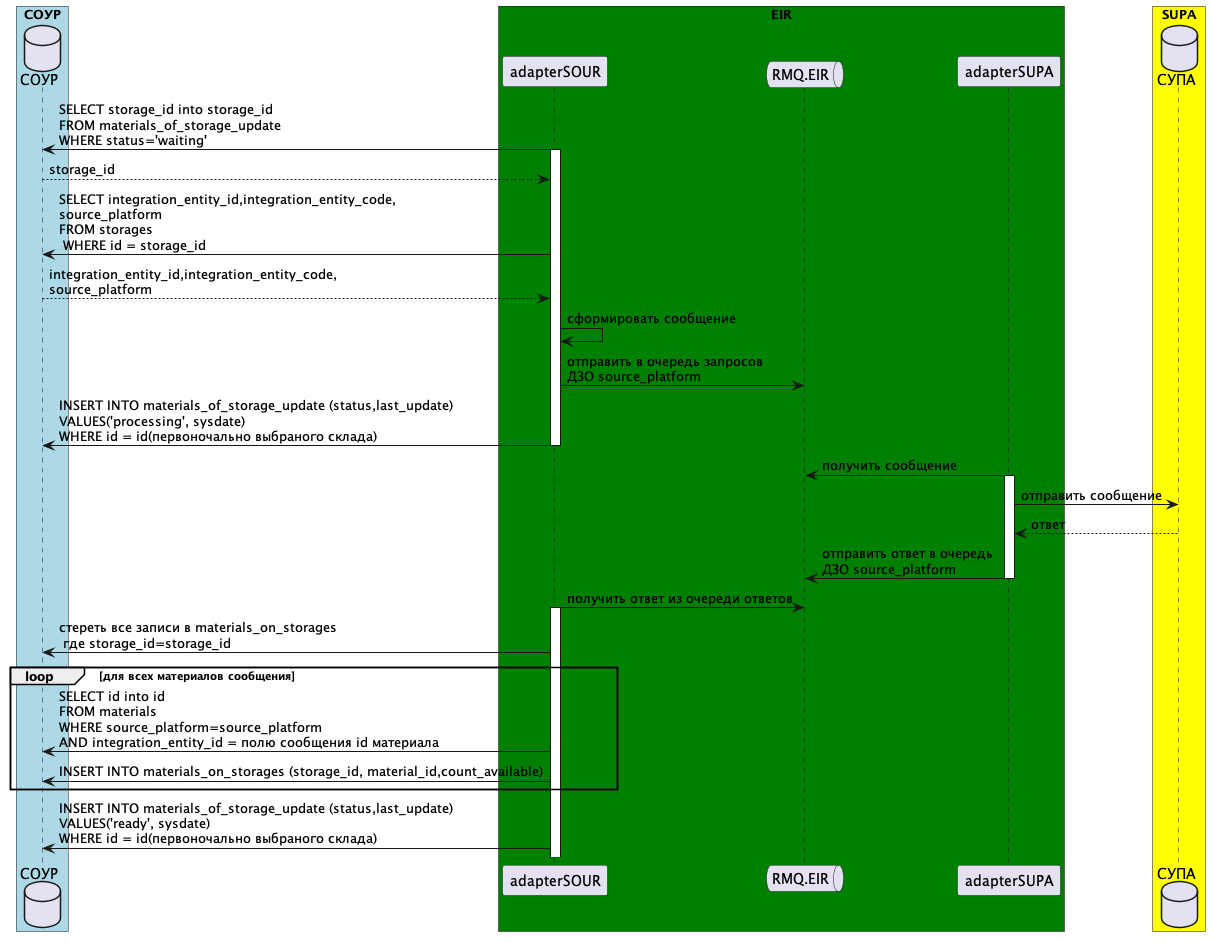 СОУР
EIR
SUPA
СОУР
adapterSOUR
RMQ.EIR
adapterSUPA
СУПА
SELECT storage_id into storage_id
FROM materials_of_storage_update
WHERE status='waiting'
storage_id
SELECT integration_entity_id,integration_entity_code,
source_platform
FROM storages
WHERE id = storage_id
integration_entity_id,integration_entity_code,
source_platform
сформировать сообщение
отправить в очередь запросов
ДЗО source_platform
INSERT INTO materials_of_storage_update (status,last_update)
VALUES('processing', sysdate)
WHERE id = id(первоночально выбраного склада)
получить сообщение
отправить сообщение
ответ
отправить ответ в очередь
ДЗО source_platform
получить ответ из очереди ответов
стереть все записи в materials_on_storages
где storage_id=storage_id
loop [для всех материалов сообщения]
SELECT id into id
FROM materials
WHERE source_platform=source_platform
AND integration_entity_id = полю сообщения id материала
INSERT INTO materials_on_storages (storage_id, material_id,count_available)
INSERT INTO materials_of_storage_update (status,last_update)
VALUES('ready', sysdate)
WHERE id = id(первоночально выбраного склада)
СОУР
adapterSOUR
RMQ.EIR
adapterSUPA
СУПА